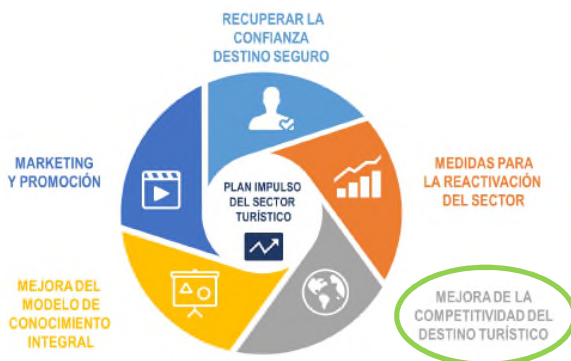 RECUPERAR LA
CONFIANZA
DESTINO SEGURO
MARKETING
Y PROMOCIÓN
PLAN IMPULSO
DEL SECTOR
TURÍSTICO
MEDIDAS PARA
LA REACTIVACIÓN
DEL SECTOR
MEJORA DEL
MODELO DE
CONOCIMIENTO
INTEGRAL
MEJORA DE LA
COMPETITIVIDAD DEL
DESTINO TURÍSTICO